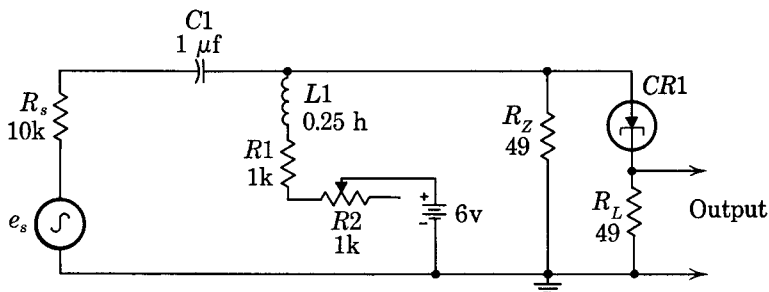 C1
1 μf
R_s
10k
e_s
L1
0.25 h
R1
1k
R2
1k
+
−
6v
R_Z
49
CR1
R_L
49
Output